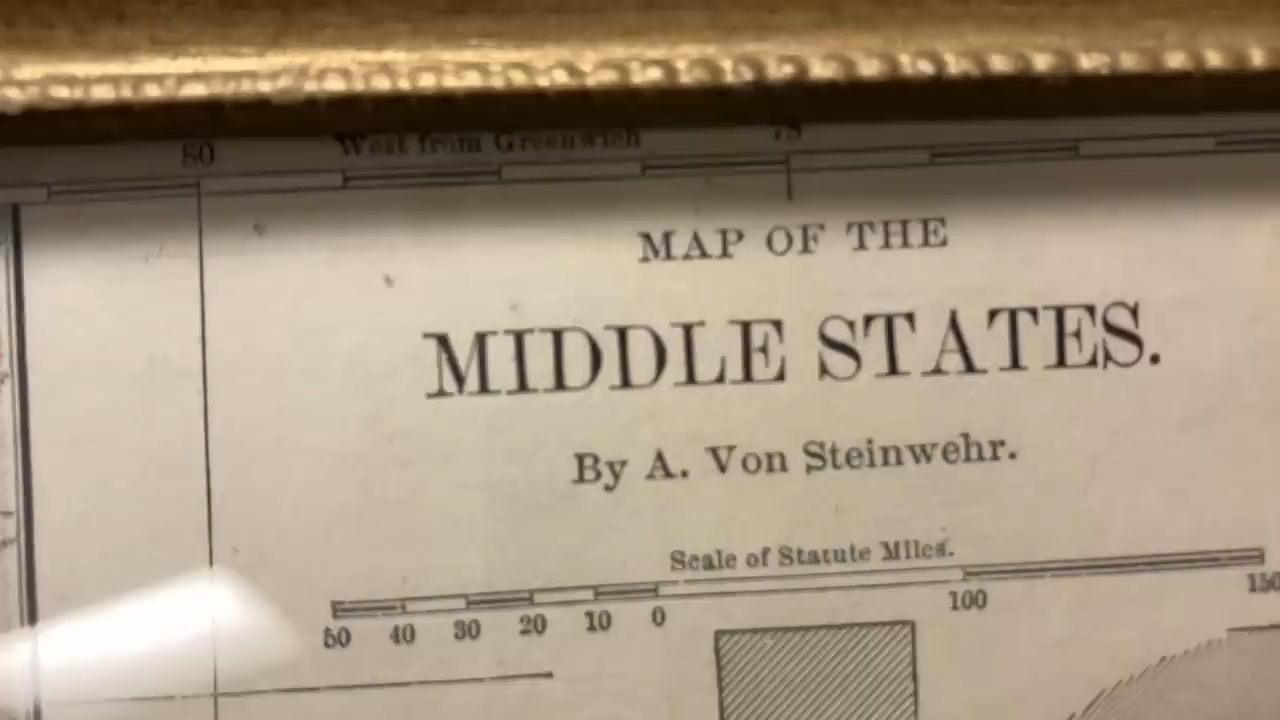 80 West from Greenwich 75
MAP OF THE
MIDDLE STATES.
By A. Von Steinwehr.
Scale of Statute Miles.
50 40 30 20 10 0 100 150